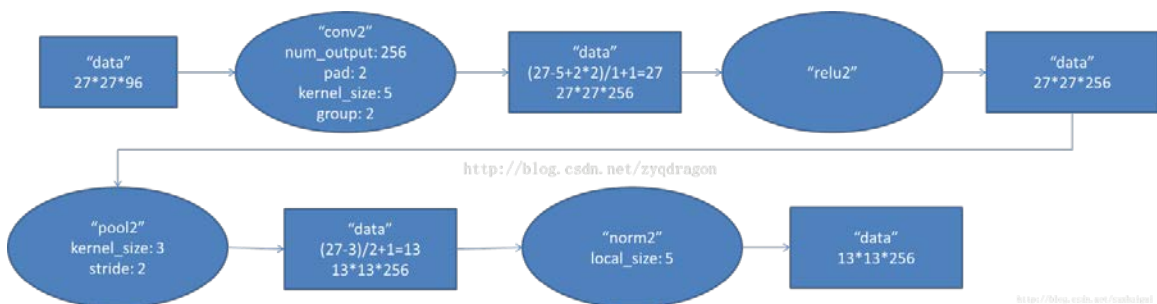 "data"
27*27*96
"conv2"
num_output: 256
pad: 2
kernel_size: 5
group: 2
"data"
(27-5+2*2)/1+1=27
27*27*256
"relu2"
"data"
27*27*256
http://blog.csdn.net/zyqdragon
"pool2"
kernel_size: 3
stride: 2
"data"
(27-3)/2+1=13
13*13*256
"norm2"
local_size: 5
"data"
13*13*256